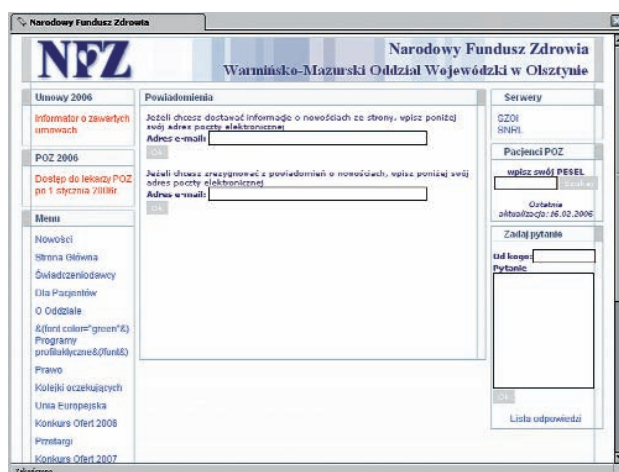 Narodowy Fundusz Zdrowia
NFZ
Narodowy Fundusz Zdrowia
Warmińsko-Mazurski Oddział Wojewódzki w Olsztynie
Umowy 2006
Informator o zawartych
umowach
POZ 2006
Dostęp do lekarzy POZ
po 1 stycznia 2006r.
Menu
Nowości
Strona Główna
Świadczeniodawcy
Dla Pacjentów
O Oddziale
&(font color="green"&)
Programy
profilaktyczne&(/font&)
Prawo
Kolejki oczekujących
Unia Europejska
Konkurs Ofert 2006
Przetargi
Konkurs Ofert 2007
Powiadomienia
Jeżeli chcesz dostawać informacje o nowościach ze strony, wpisz poniżej
swój adres poczty elektronicznej
Adres e-mail:
Ok
Jeżeli chcesz zrezygnować z powiadomień o nowościach, wpisz poniżej swój
adres poczty elektronicznej
Adres e-mail:
Ok
Serwery
SZOI
SNRL
Pacjenci POZ
wpisz swój PESEL
Szukaj
Ostatnia
aktualizacja: 16.02.2006
Zadaj pytanie
Od kogo:
Pytanie
Ok
Lista odpowiedzi
Zakończono